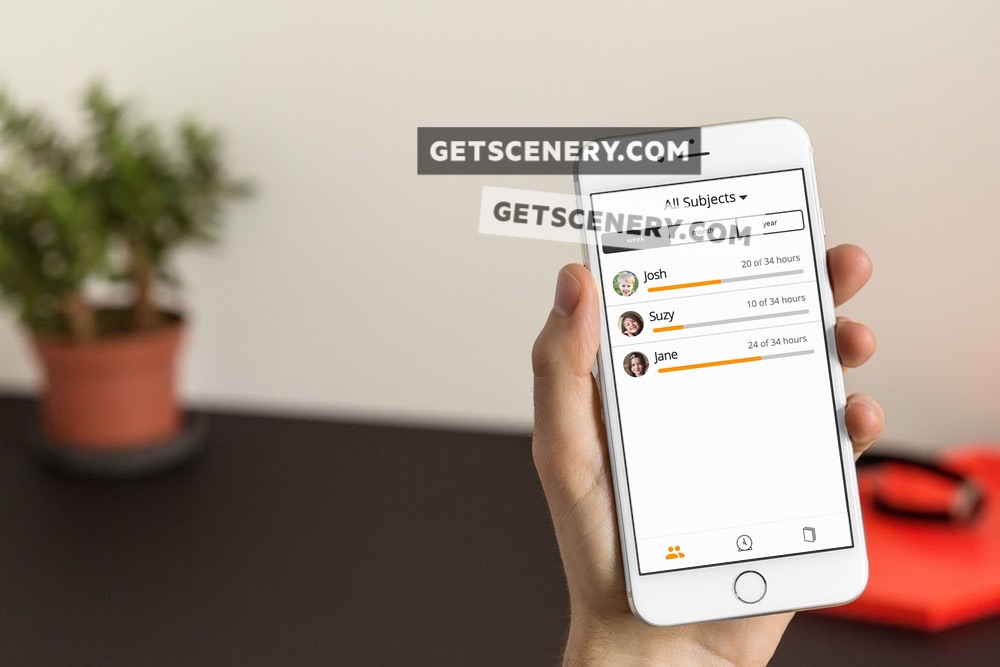 GETSCENERY.COM
All Subjects
GETSCENERY.COM
week
month
year
20 of 34 hours
Josh
10 of 34 hours
Suzy
24 of 34 hours
Jane